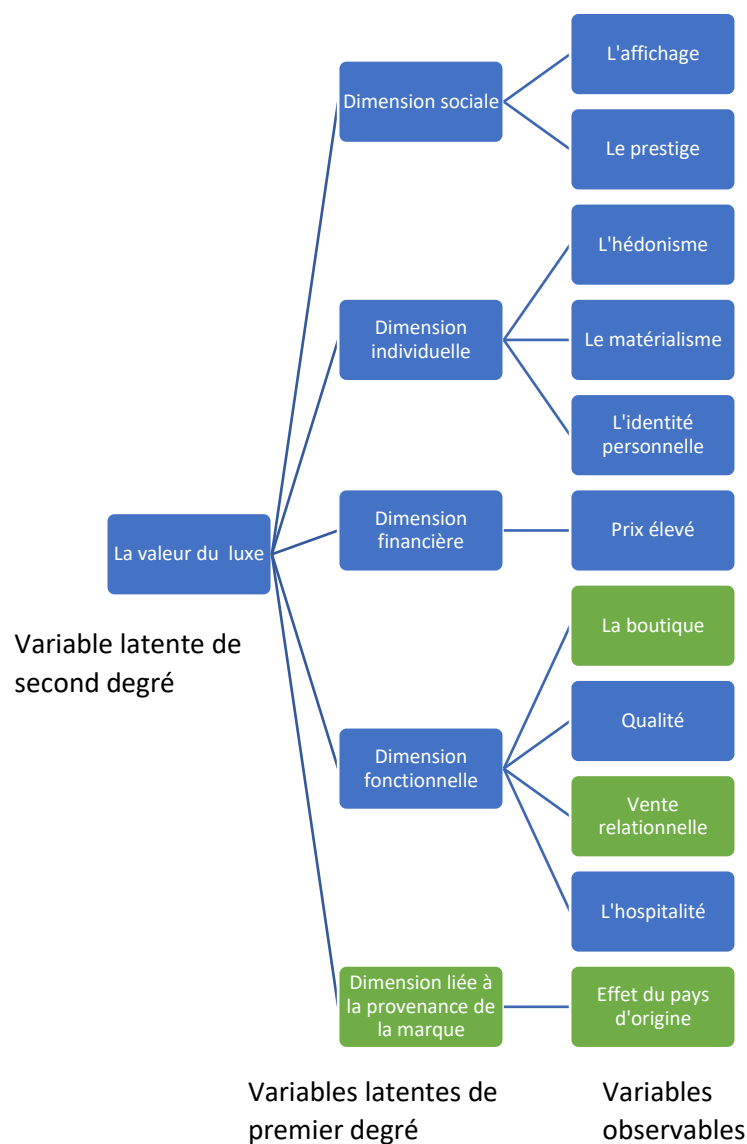 L'affichage
Dimension sociale
Le prestige
L'hédonisme
Dimension
individuelle
Le matérialisme
L'identité
personnelle
Dimension
financière
Prix élevé
La valeur du  luxe
Variable latente de
second degré
La boutique
Qualité
Dimension
fonctionnelle
Vente
relationnelle
L'hospitalité
Dimension liée à
la provenance de
la marque
Effet du pays
d'origine
Variables latentes de
premier degré
Variables
observables